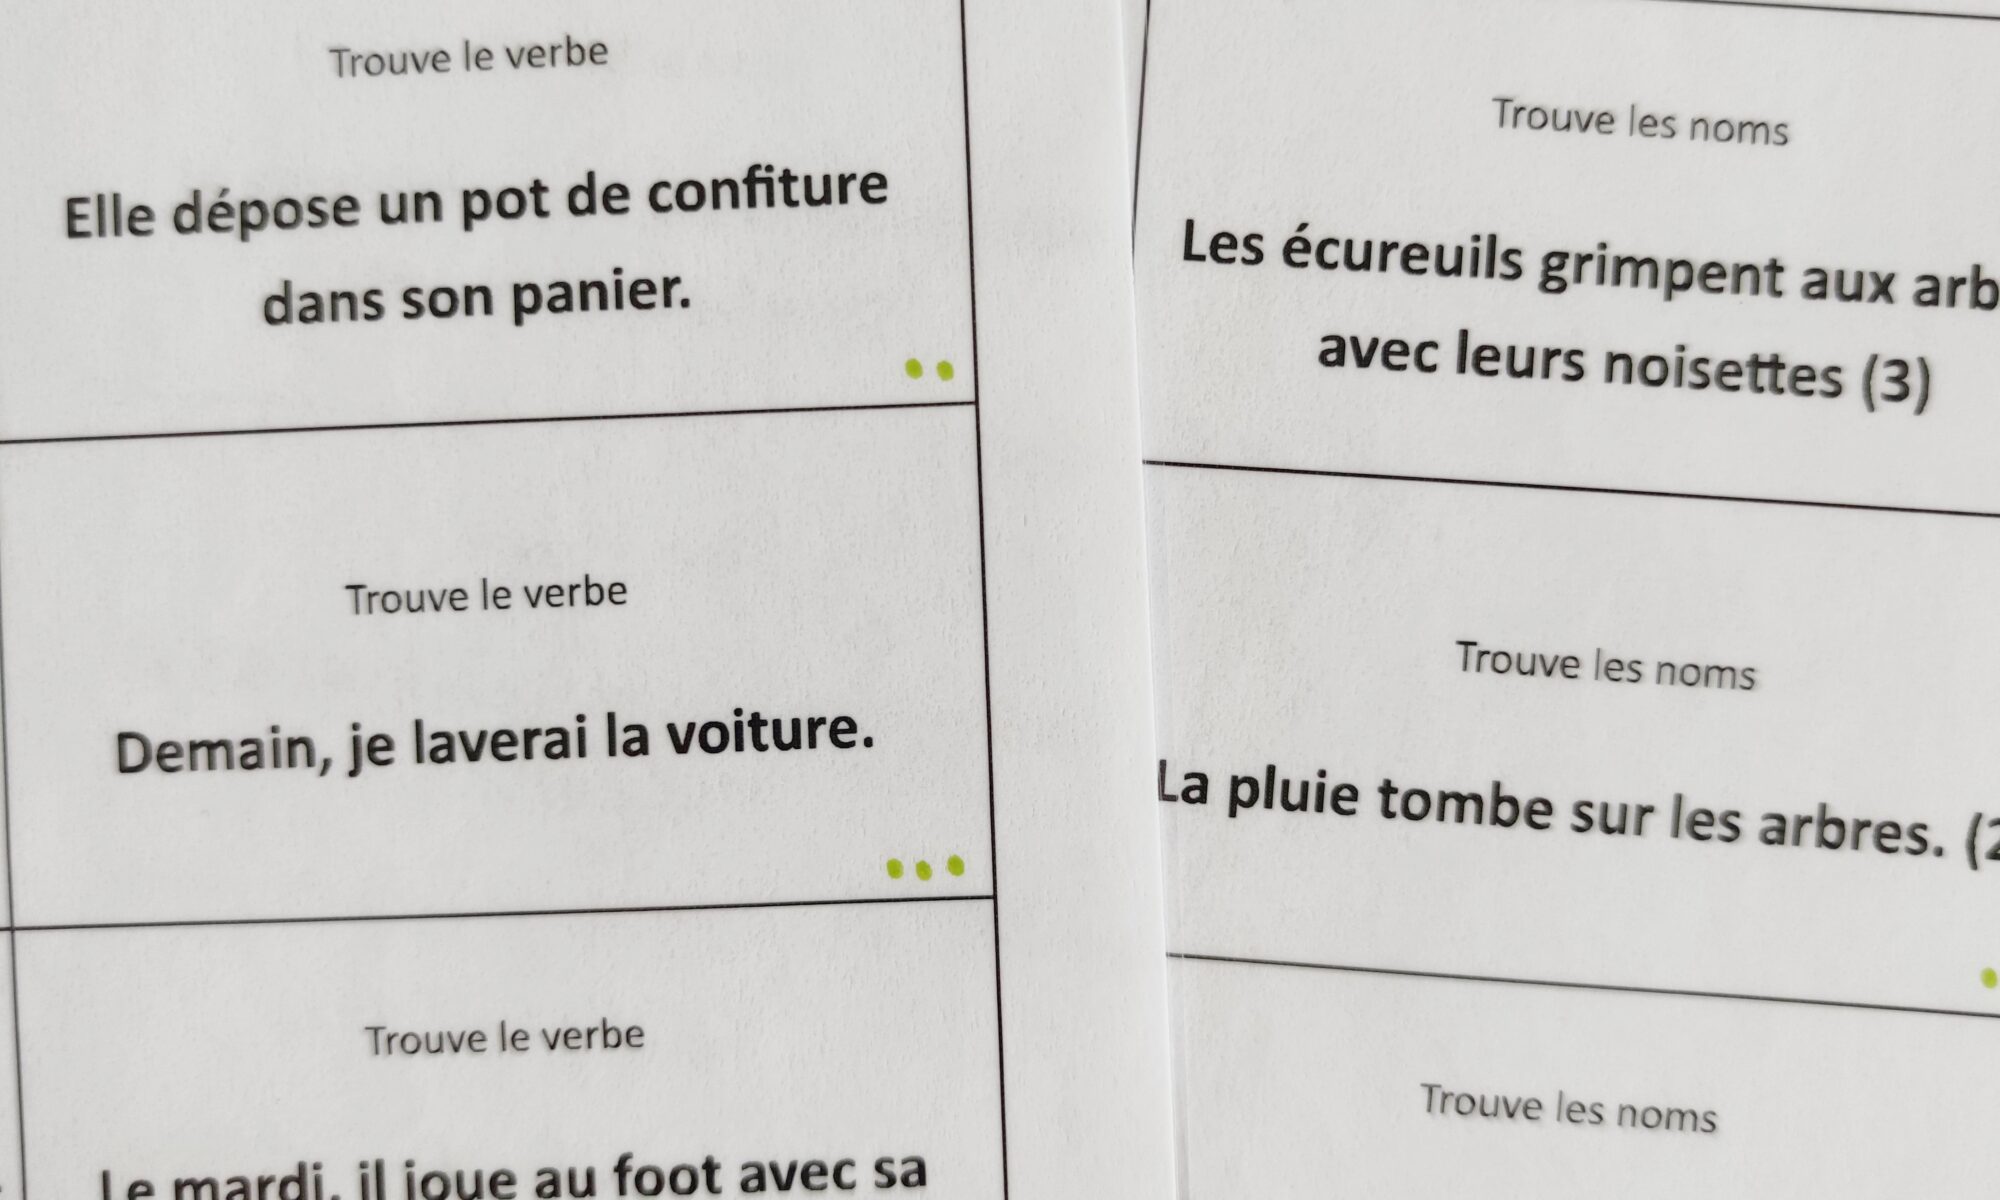 Trouve le verbe
Elle dépose un pot de confiture
dans son panier.
Trouve le verbe
Demain, je laverai la voiture.
Trouve le verbe
Le mardi, il joue au foot avec sa
Trouve les noms
Les écureuils grimpent aux arb
avec leurs noisettes (3)
Trouve les noms
La pluie tombe sur les arbres. (2
Trouve les noms